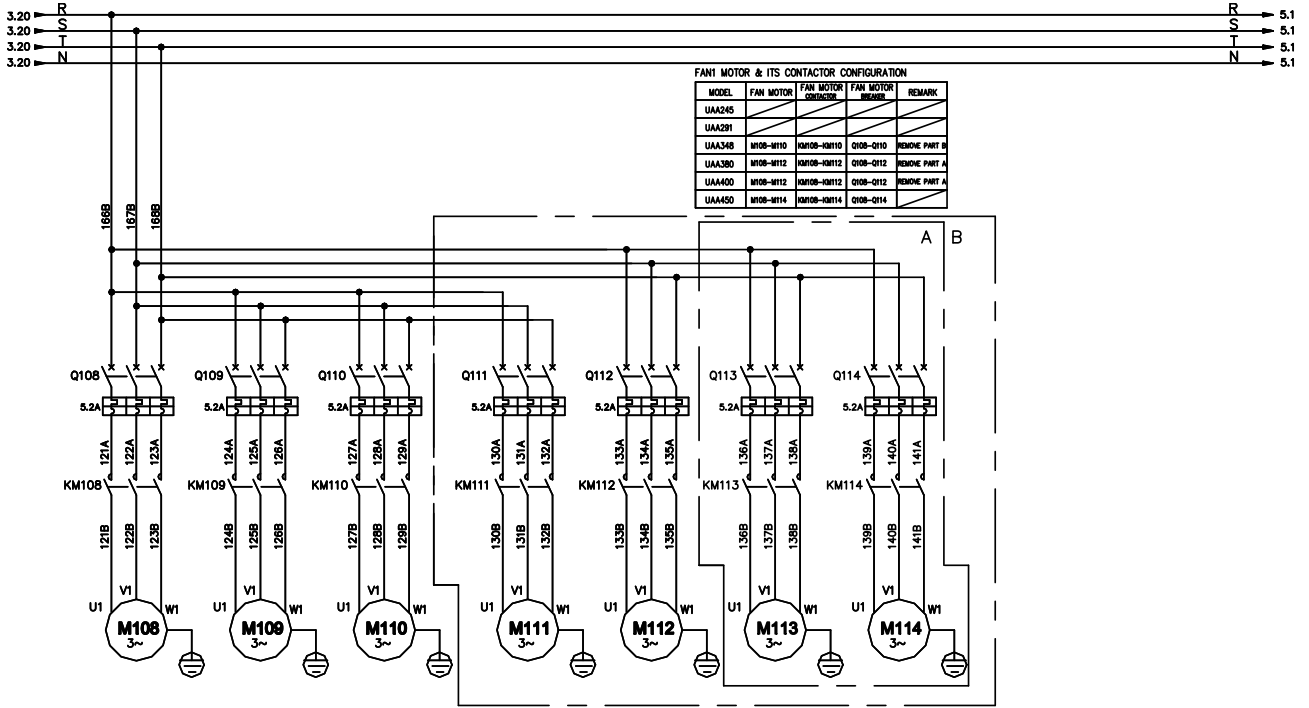 3.20 R R 5.1
3.20 S S 5.1
3.20 T T 5.1
3.20 N N 5.1
FAN1 MOTOR & ITS CONTACTOR CONFIGURATION
MODEL FAN MOTOR FAN MOTOR CONTACTOR FAN MOTOR BREAKER REMARK
UAA245
UAA291
UAA348 M108-M110 KM108-KM110 Q108-Q110 REMOVE PART B
UAA380 M108-M112 KM108-KM112 Q108-Q112 REMOVE PART A
UAA400 M108-M112 KM108-KM112 Q108-Q112 REMOVE PART A
UAA450 M108-M114 KM108-KM114 Q108-Q114
166B 167B 168B
A B
Q108 Q109 Q110 Q111 Q112 Q113 Q114
5.2A 5.2A 5.2A 5.2A 5.2A 5.2A 5.2A
121A 122A 123A 124A 125A 126A 127A 128A 129A 130A 131A 132A 133A 134A 135A 136A 137A 138A 139A 140A 141A
KM108 KM109 KM110 KM111 KM112 KM113 KM114
121B 122B 123B 124B 125B 126B 127B 128B 129B 130B 131B 132B 133B 134B 135B 136B 137B 138B 139B 140B 141B
V1 V1 V1 V1 V1 V1 V1
U1 W1 U1 W1 U1 W1 U1 W1 U1 W1 U1 W1 U1 W1
M108 M109 M110 M111 M112 M113 M114
3~ 3~ 3~ 3~ 3~ 3~ 3~